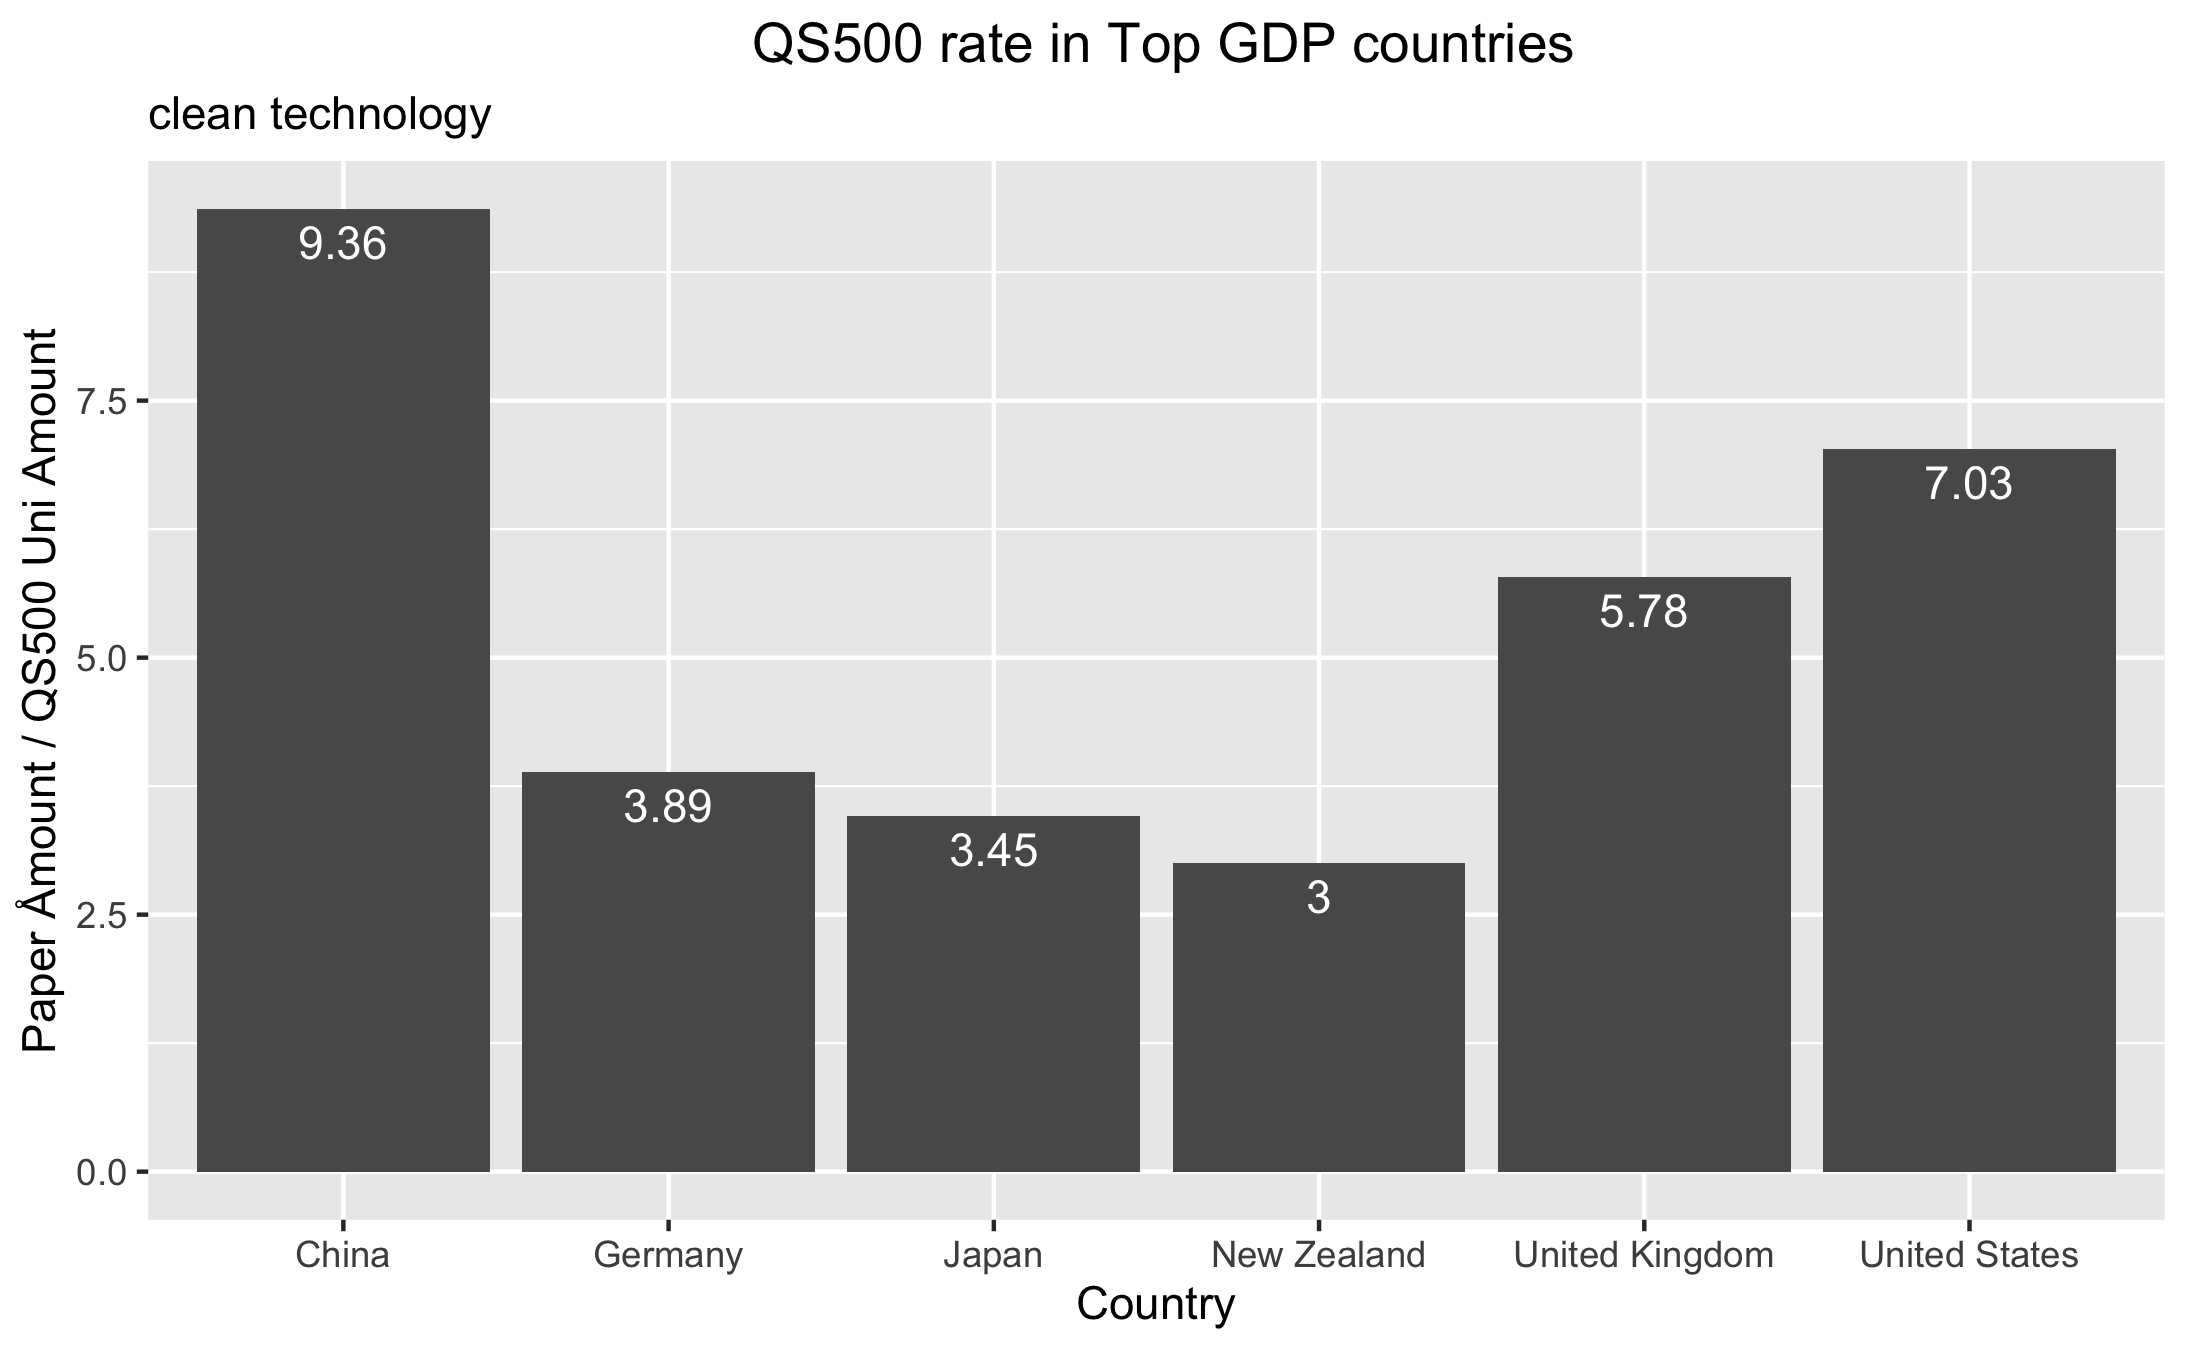 QS500 rate in Top GDP countries
clean technology
Paper Åmount / QS500 Uni Amount
7.5
5.0
2.5
0.0
9.36
3.89
3.45
3
5.78
7.03
China
Germany
Japan
New Zealand
United Kingdom
United States
Country